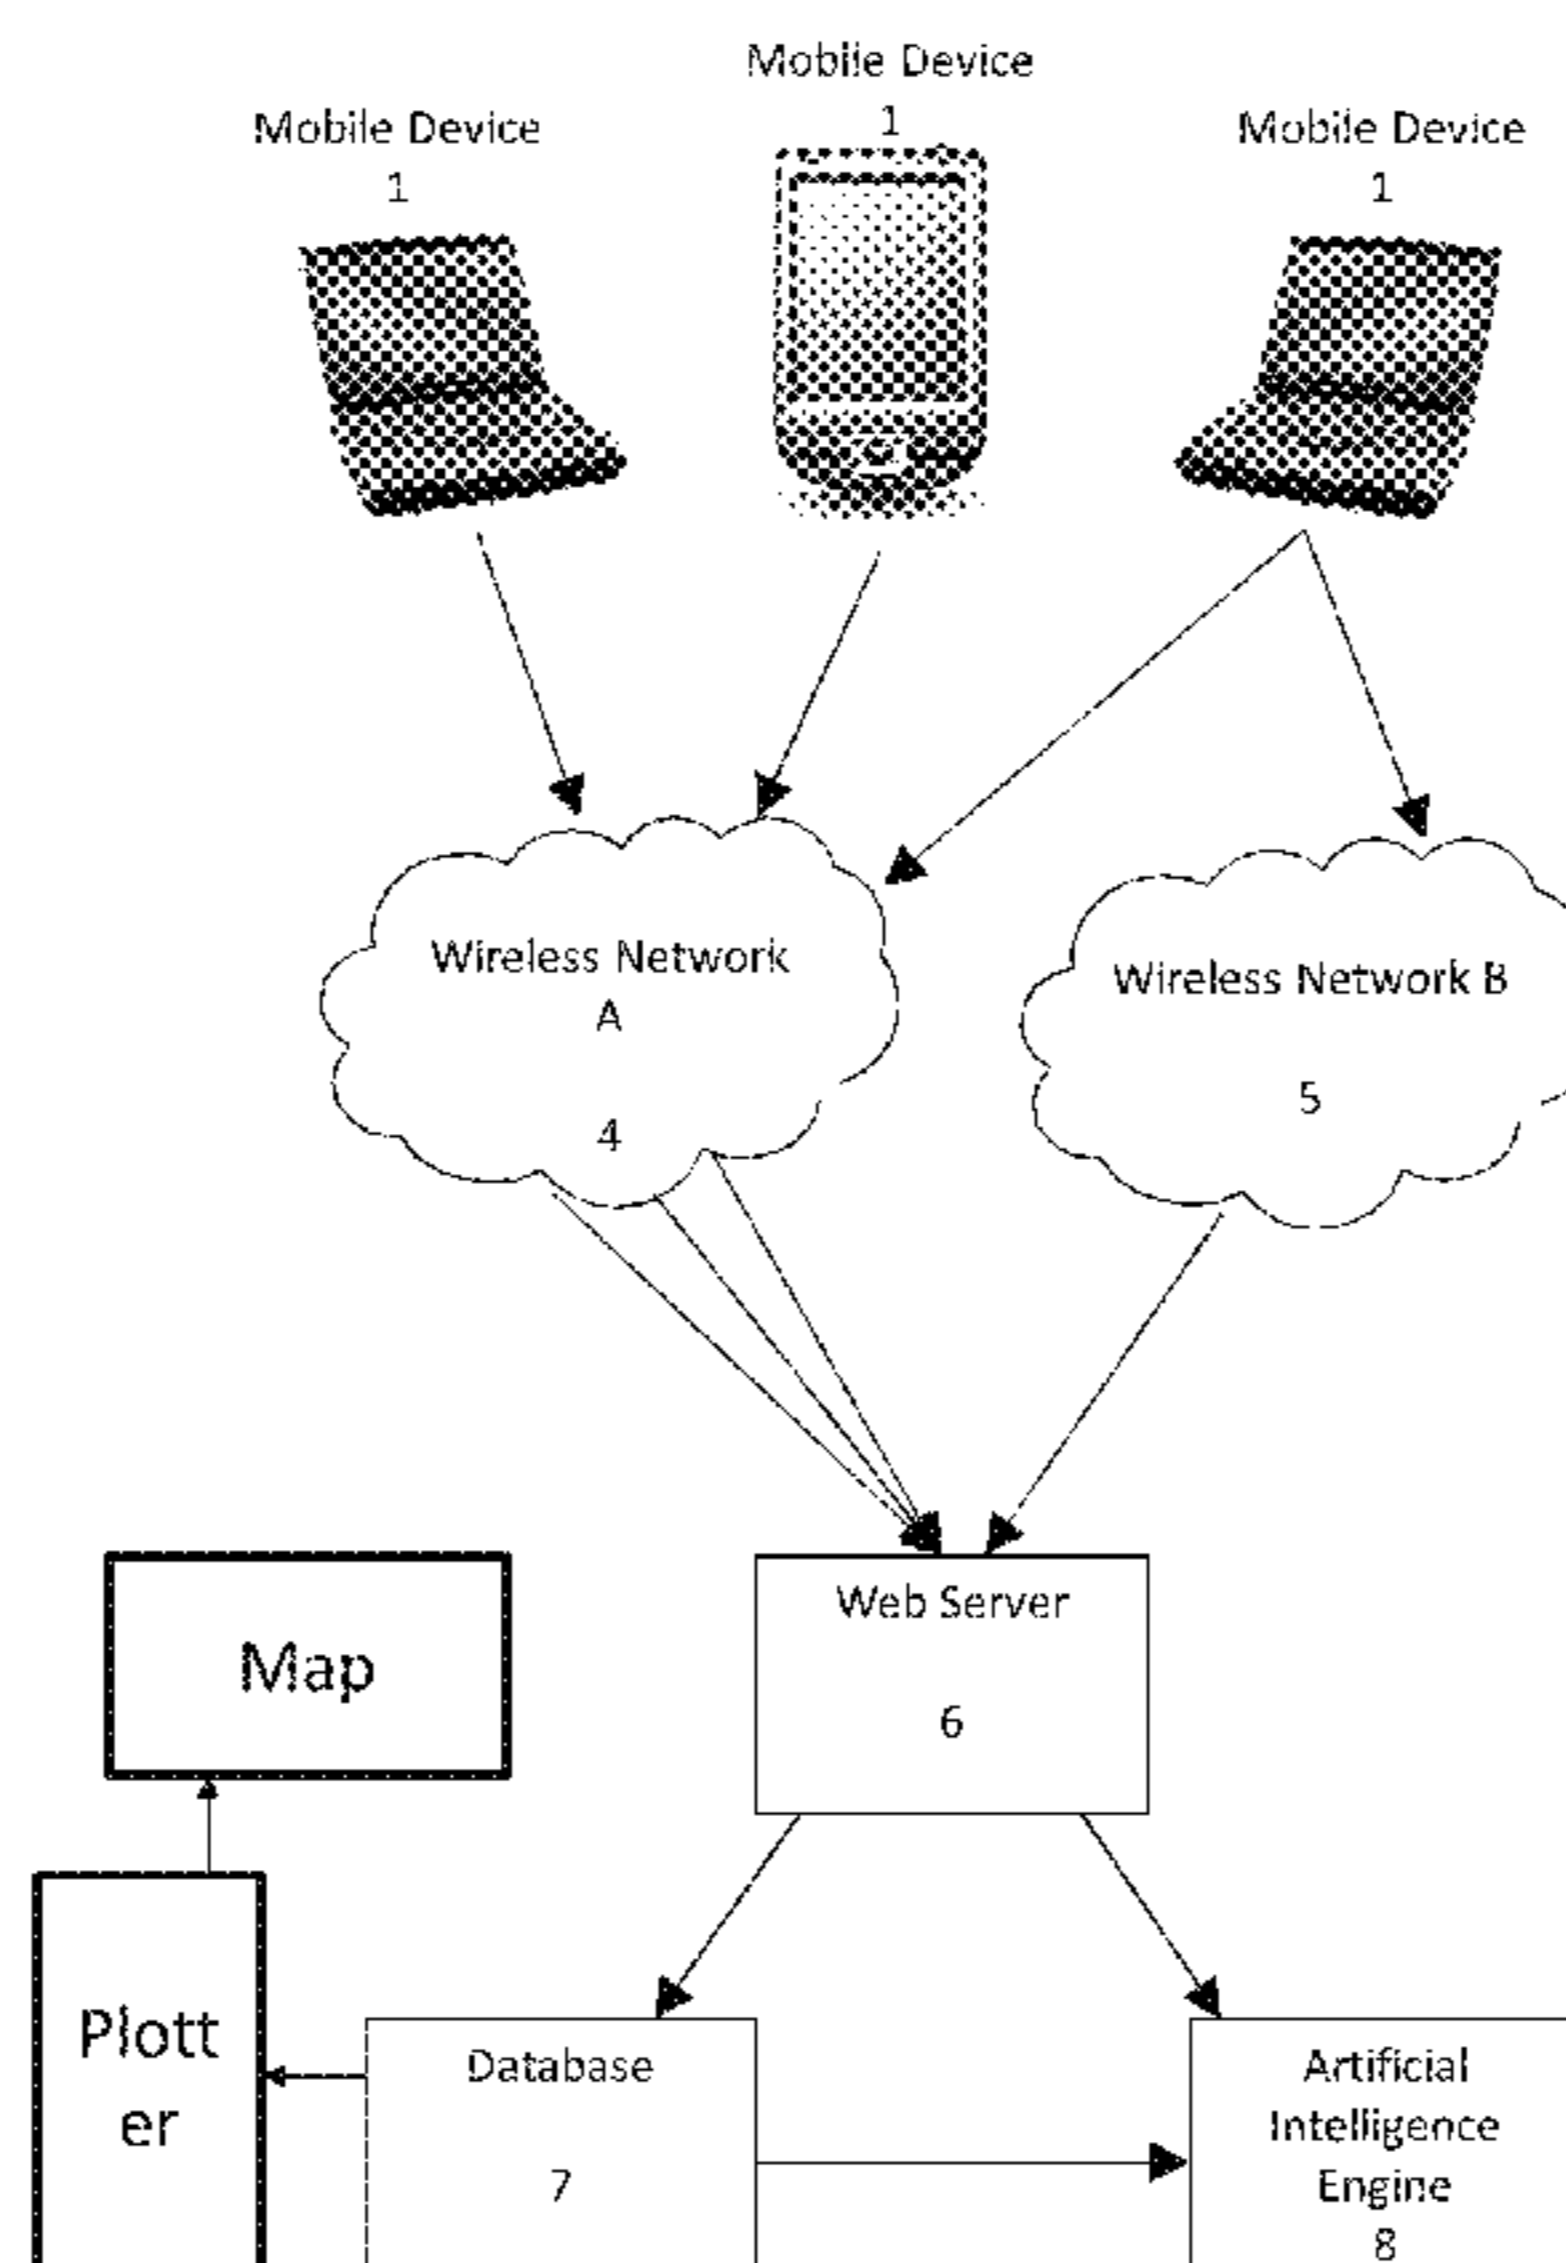 Mobile Device
1
Mobile Device
1
Mobile Device
1
Wireless Network
A
4
Wireless Network B
5
Web Server
6
Map
Plott
er
Database
7
Artificial
Intelligence
Engine
8